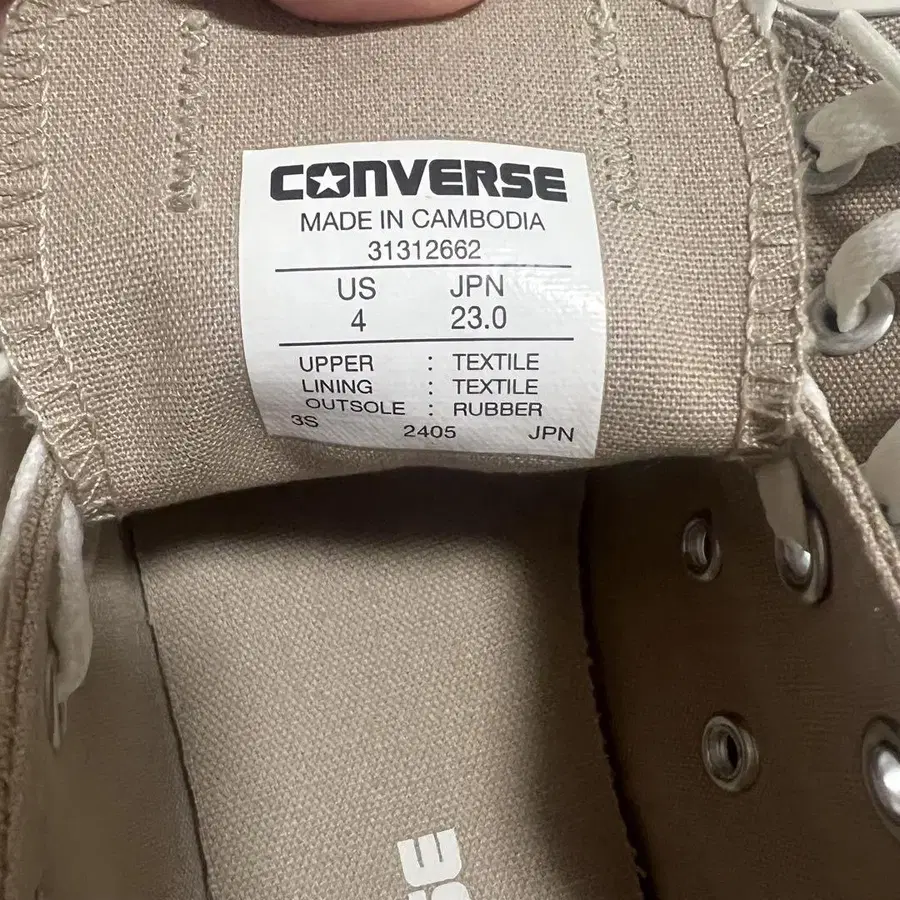 CONVERSE
MADE IN CAMBODIA
31312662
US JPN
4 23.0
UPPER : TEXTILE
LINING : TEXTILE
OUTSOLE : RUBBER
3S 2405 JPN
SE